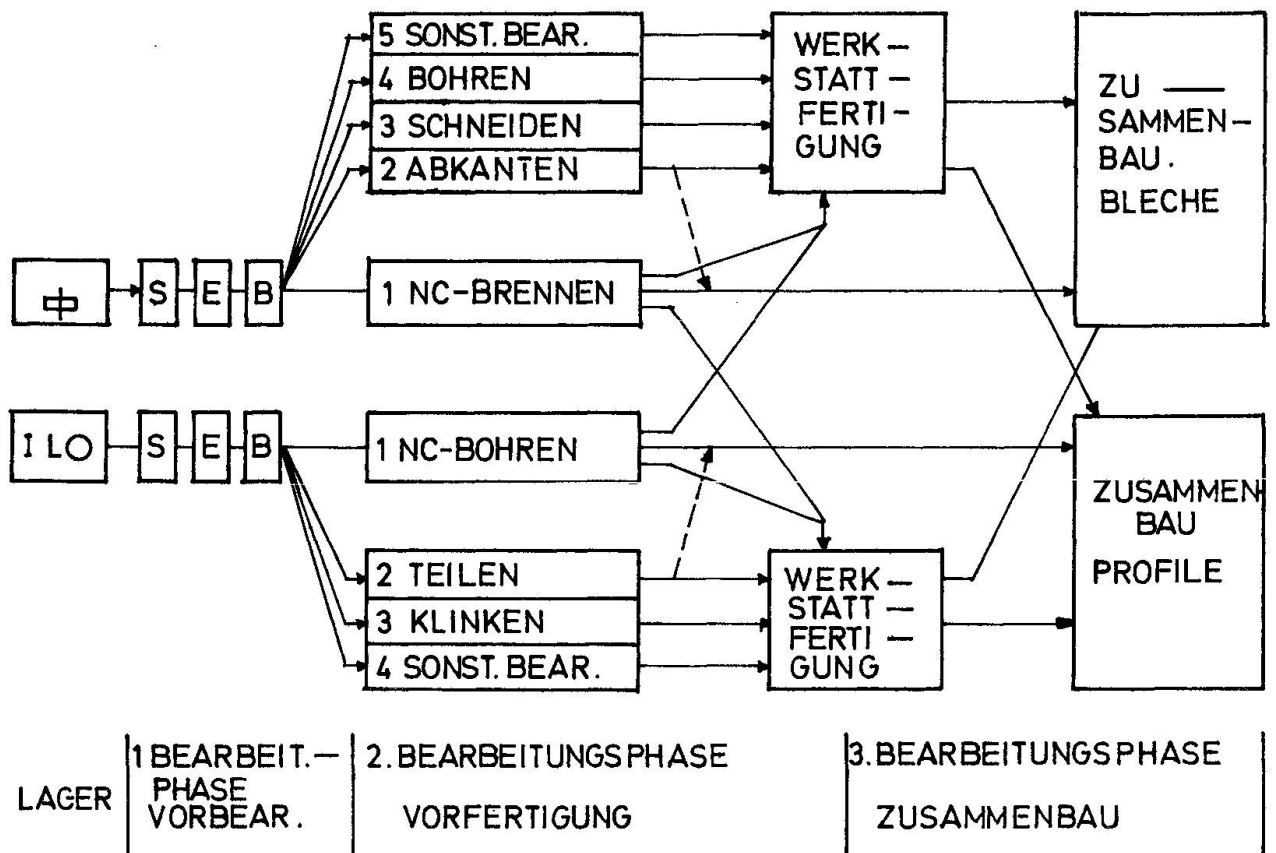 5 SONST. BEAR.
4 BOHREN
3 SCHNEIDEN
2 ABKANTEN
WERK—
STATT—
FERTI—
GUNG
ZU —
SAMMEN—
BAU.
BLECHE
S E B
1 NC-BRENNEN
I L O
S E B
1 NC-BOHREN
2 TEILEN
3 KLINKEN
4 SONST. BEAR.
WERK—
STATT—
FERTI—
GUNG
ZUSAMMEN
BAU
PROFILE
LAGER
1 BEARBEIT.—
PHASE
VORBEAR.
2. BEARBEITUNGSPHASE
VORFERTIGUNG
3. BEARBEITUNGSPHASE
ZUSAMMENBAU